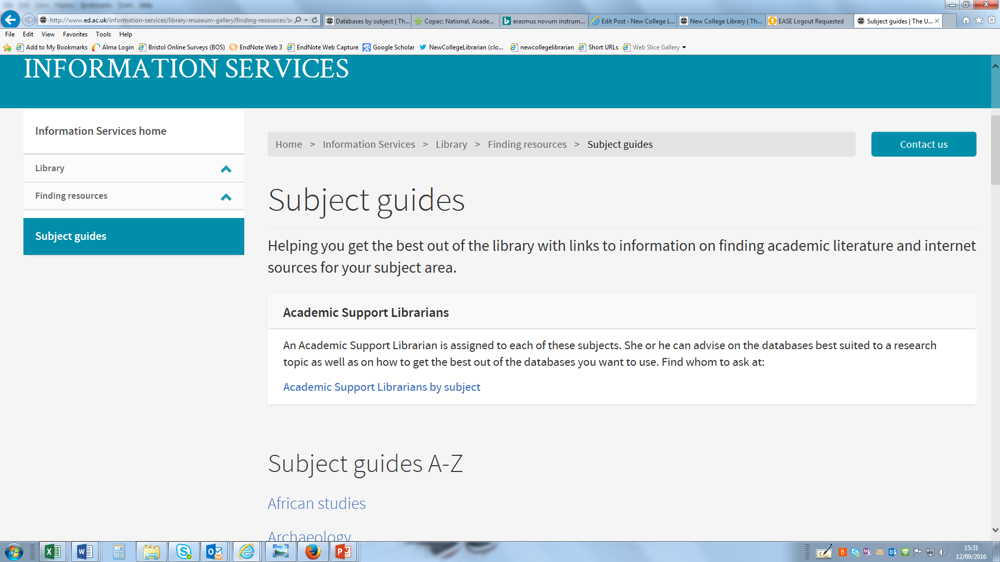 http://www.ed.ac.uk/information-services/library-museum-gallery/finding-resources/su
Databases by subject | Th...
Copac: National, Acade...
erasmus novum instrum...
Edit Post ‹ New College L...
New College Library | Th...
EASE Logout Requested
Subject guides | The U...
File Edit View Favorites Tools Help
Add to My Bookmarks Alma Login Bristol Online Surveys (BOS) EndNote Web 3 EndNote Web Capture Google Scholar NewCollegeLibrarian (clo... newcollegelibrarian Short URLs Web Slice Gallery
INFORMATION SERVICES
Information Services home
Library
Finding resources
Subject guides
Home > Information Services > Library > Finding resources > Subject guides
Contact us
Subject guides
Helping you get the best out of the library with links to information on finding academic literature and internet
sources for your subject area.
Academic Support Librarians
An Academic Support Librarian is assigned to each of these subjects. She or he can advise on the databases best suited to a research
topic as well as on how to get the best out of the databases you want to use. Find whom to ask at:
Academic Support Librarians by subject
Subject guides A-Z
African studies
Archaeology
15:31
12/09/2016